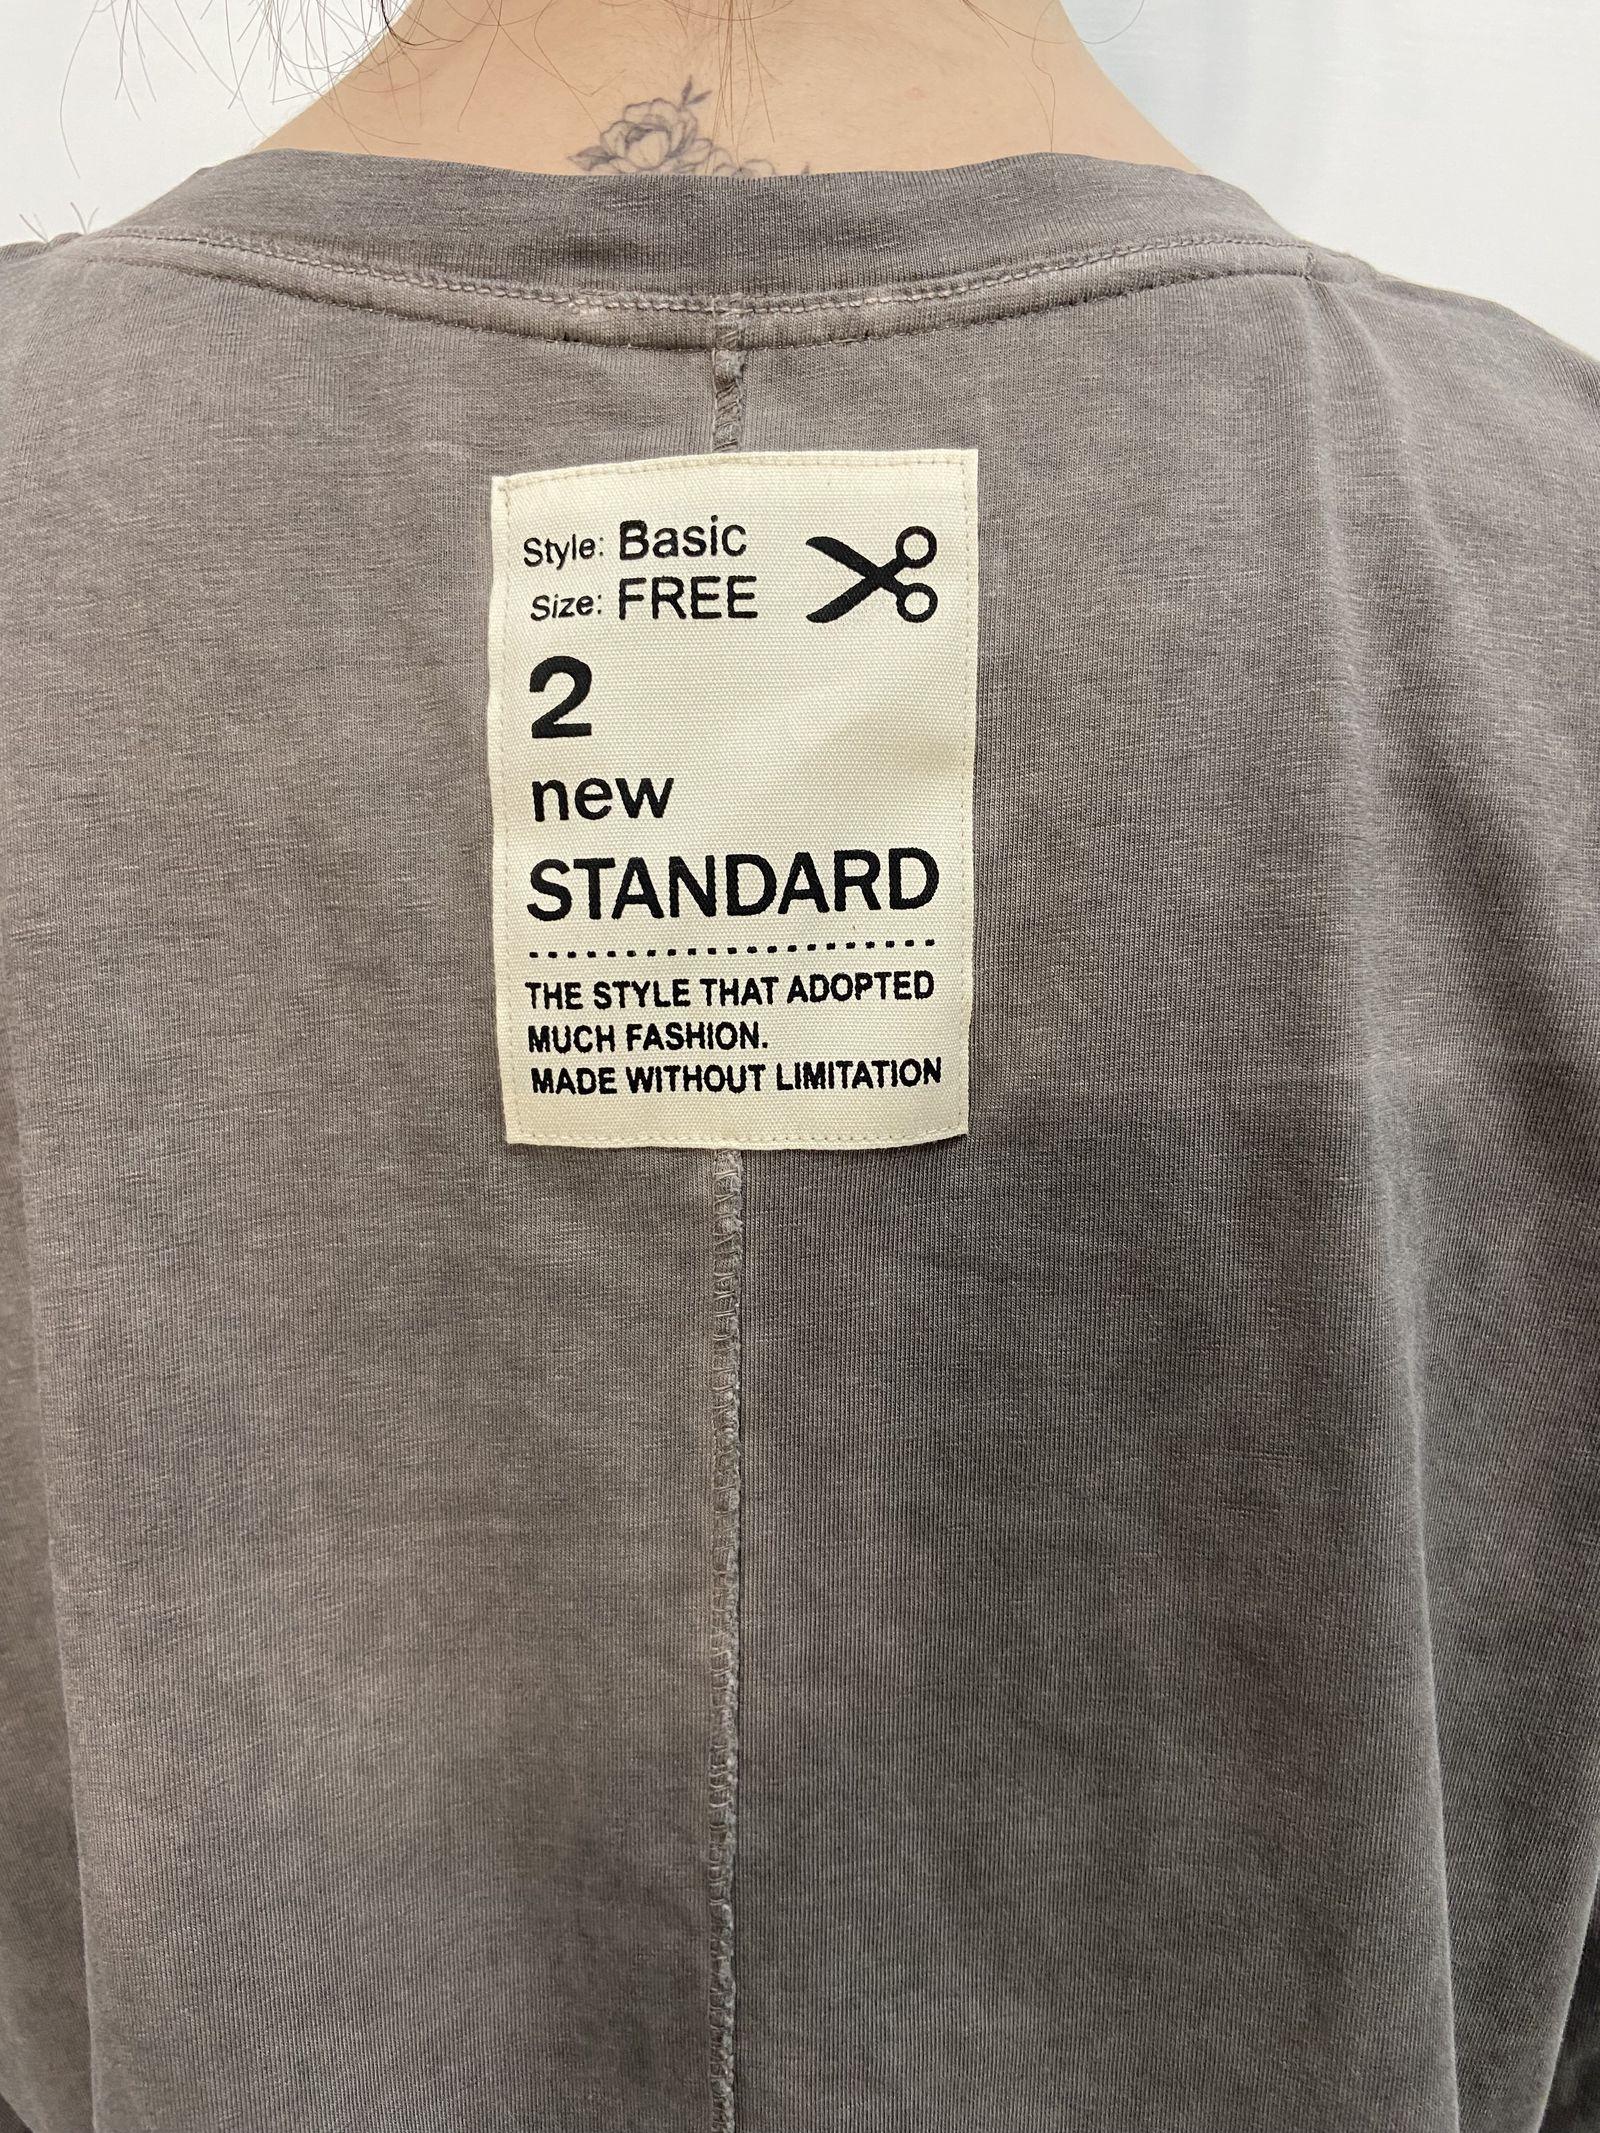 Style: Basic
Size: FREE
2
new
STANDARD
THE STYLE THAT ADOPTED
MUCH FASHION.
MADE WITHOUT LIMITATION